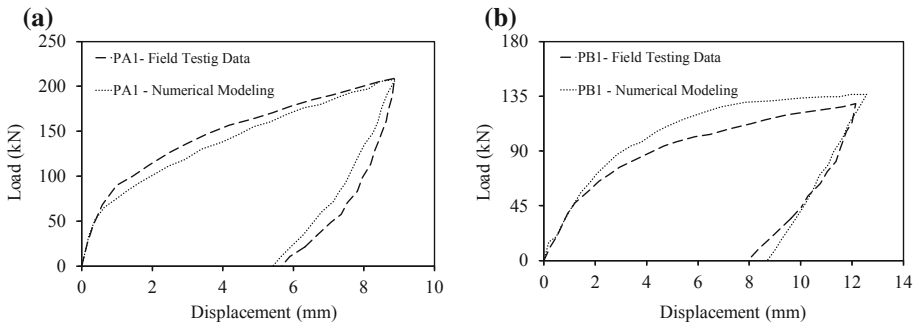 (a)
250
200
150
100
50
0
Load (kN)
PA1- Field Testig Data
PA1 - Numerical Modeling
0 2 4 6 8 10
Displacement (mm)
(b)
180
135
90
45
0
Load (kN)
PB1- Field Testing Data
PB1 - Numerical Modeling
0 2 4 6 8 10 12 14
Displacement (mm)